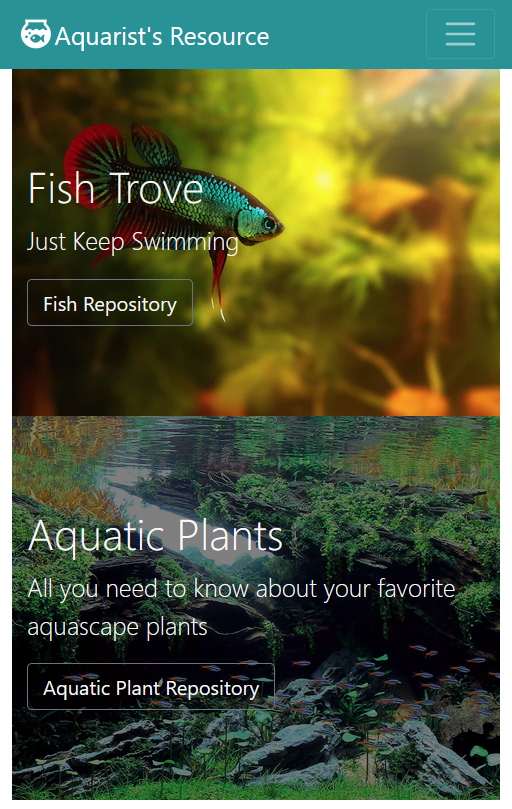 Aquarist's Resource
Fish Trove
Just Keep Swimming
Fish Repository
Aquatic Plants
All you need to know about your favorite
aquascape plants
Aquatic Plant Repository